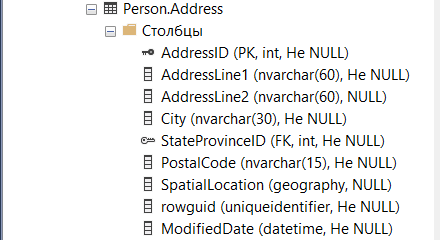 Person.Address
Столбцы
AddressID (PK, int, Не NULL)
AddressLine1 (nvarchar(60), Не NULL)
AddressLine2 (nvarchar(60), NULL)
City (nvarchar(30), Не NULL)
StateProvinceID (FK, int, Не NULL)
PostalCode (nvarchar(15), Не NULL)
SpatialLocation (geography, NULL)
rowguid (uniqueidentifier, Не NULL)
ModifiedDate (datetime, Не NULL)